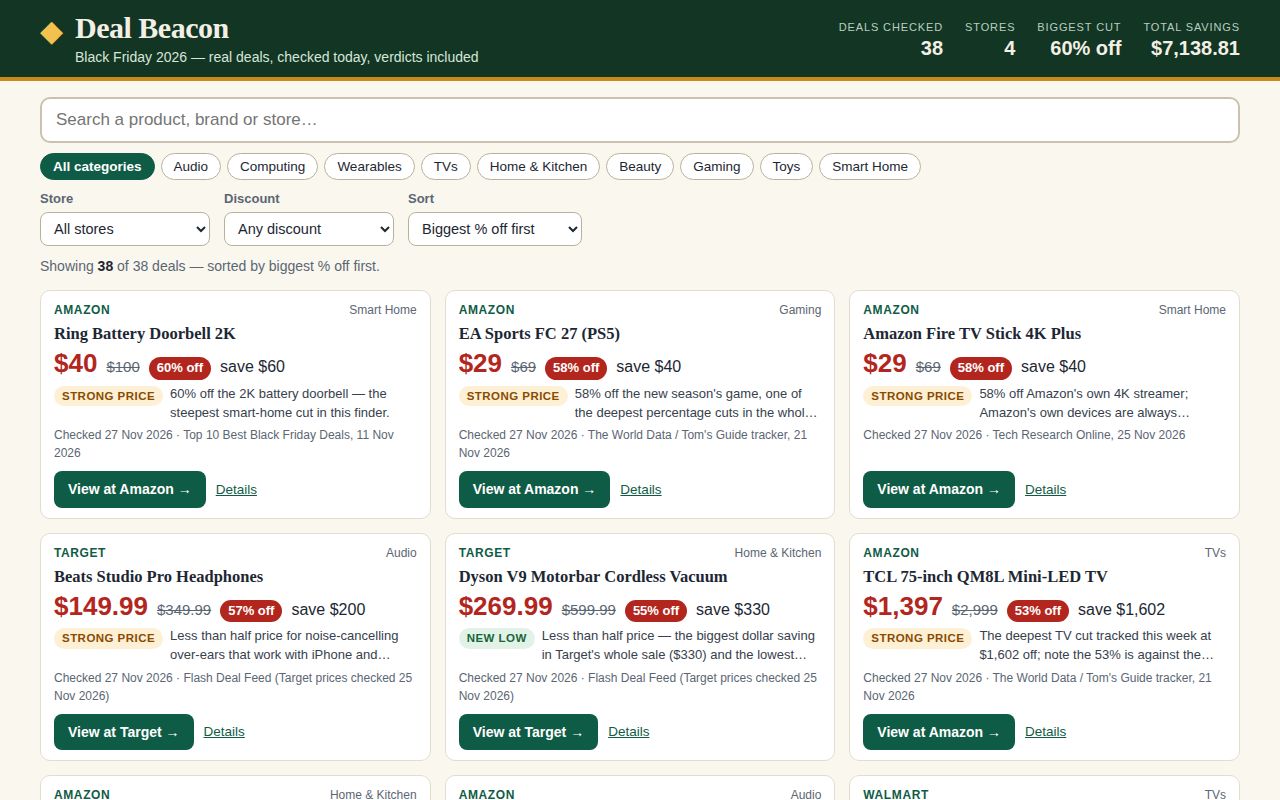 Deal Beacon
Black Friday 2026 — real deals, checked today, verdicts included
DEALS CHECKED
38
STORES
4
BIGGEST CUT
60% off
TOTAL SAVINGS
$7,138.81
Search a product, brand or store…
All categories
Audio
Computing
Wearables
TVs
Home & Kitchen
Beauty
Gaming
Toys
Smart Home
Store
All stores
Discount
Any discount
Sort
Biggest % off first
Showing 38 of 38 deals — sorted by biggest % off first.
AMAZON
Smart Home
Ring Battery Doorbell 2K
$40 $100 60% off save $60
STRONG PRICE
60% off the 2K battery doorbell — the
steepest smart-home cut in this finder.
Checked 27 Nov 2026 · Top 10 Best Black Friday Deals, 11 Nov
2026
View at Amazon →
Details
AMAZON
Gaming
EA Sports FC 27 (PS5)
$29 $69 58% off save $40
STRONG PRICE
58% off the new season's game, one of
the deepest percentage cuts in the whol…
Checked 27 Nov 2026 · The World Data / Tom's Guide tracker, 21
Nov 2026
View at Amazon →
Details
AMAZON
Smart Home
Amazon Fire TV Stick 4K Plus
$29 $69 58% off save $40
STRONG PRICE
58% off Amazon's own 4K streamer;
Amazon's own devices are always…
Checked 27 Nov 2026 · Tech Research Online, 25 Nov 2026
View at Amazon →
Details
TARGET
Audio
Beats Studio Pro Headphones
$149.99 $349.99 57% off save $200
STRONG PRICE
Less than half price for noise-cancelling
over-ears that work with iPhone and…
Checked 27 Nov 2026 · Flash Deal Feed (Target prices checked 25
Nov 2026)
View at Target →
Details
TARGET
Home & Kitchen
Dyson V9 Motorbar Cordless Vacuum
$269.99 $599.99 55% off save $330
NEW LOW
Less than half price — the biggest dollar saving
in Target's whole sale ($330) and the lowest…
Checked 27 Nov 2026 · Flash Deal Feed (Target prices checked 25
Nov 2026)
View at Target →
Details
AMAZON
TVs
TCL 75-inch QM8L Mini-LED TV
$1,397 $2,999 53% off save $1,602
STRONG PRICE
The deepest TV cut tracked this week at
$1,602 off; note the 53% is against the…
Checked 27 Nov 2026 · The World Data / Tom's Guide tracker, 21
Nov 2026
View at Amazon →
Details
AMAZON
Home & Kitchen
AMAZON
Audio
WALMART
TVs